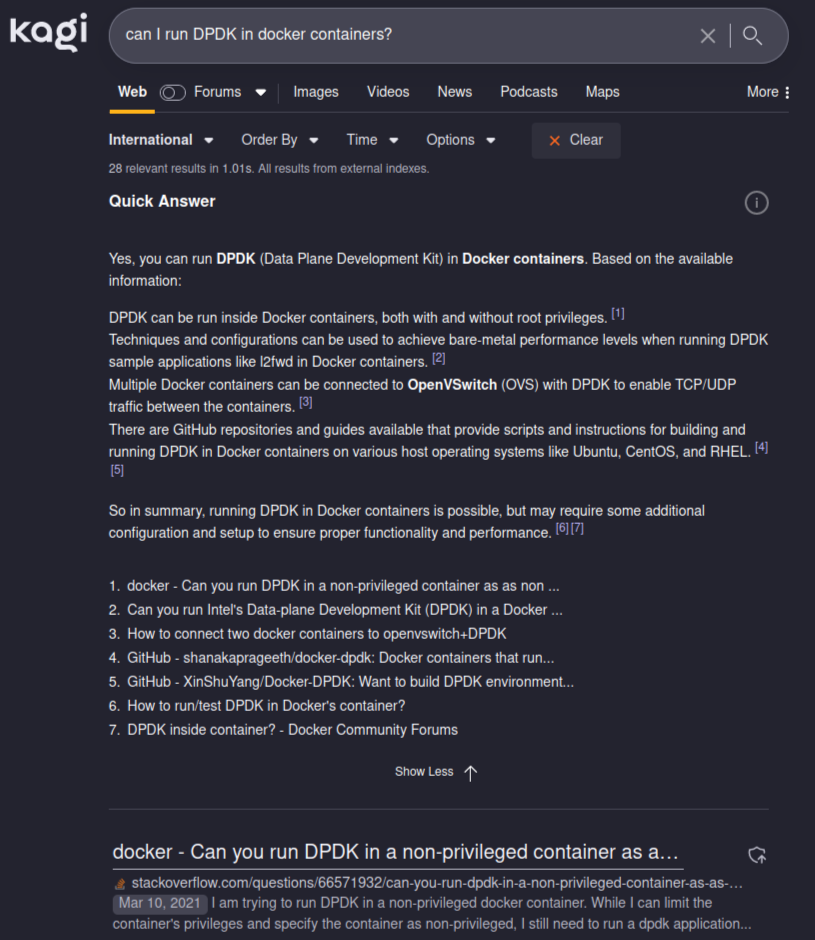 kagi
can I run DPDK in docker containers?
Web Forums Images Videos News Podcasts Maps More
International Order By Time Options Clear
28 relevant results in 1.01s. All results from external indexes.
Quick Answer
Yes, you can run DPDK (Data Plane Development Kit) in Docker containers. Based on the available
information:
DPDK can be run inside Docker containers, both with and without root privileges. [1]
Techniques and configurations can be used to achieve bare-metal performance levels when running DPDK
sample applications like l2fwd in Docker containers. [2]
Multiple Docker containers can be connected to OpenVSwitch (OVS) with DPDK to enable TCP/UDP
traffic between the containers. [3]
There are GitHub repositories and guides available that provide scripts and instructions for building and
running DPDK in Docker containers on various host operating systems like Ubuntu, CentOS, and RHEL. [4]
[5]
So in summary, running DPDK in Docker containers is possible, but may require some additional
configuration and setup to ensure proper functionality and performance. [6] [7]
1. docker - Can you run DPDK in a non-privileged container as as non ...
2. Can you run Intel's Data-plane Development Kit (DPDK) in a Docker ...
3. How to connect two docker containers to openvswitch+DPDK
4. GitHub - shanakaprageeth/docker-dpdk: Docker containers that run...
5. GitHub - XinShuYang/Docker-DPDK: Want to build DPDK environment...
6. How to run/test DPDK in Docker's container?
7. DPDK inside container? - Docker Community Forums
Show Less
docker - Can you run DPDK in a non-privileged container as a...
stackoverflow.com/questions/66571932/can-you-run-dpdk-in-a-non-privileged-container-as-as-...
Mar 10, 2021 I am trying to run DPDK in a non-privileged docker container. While I can limit the
container's privileges and specify the container as non-privileged, I still need to run a dpdk application...